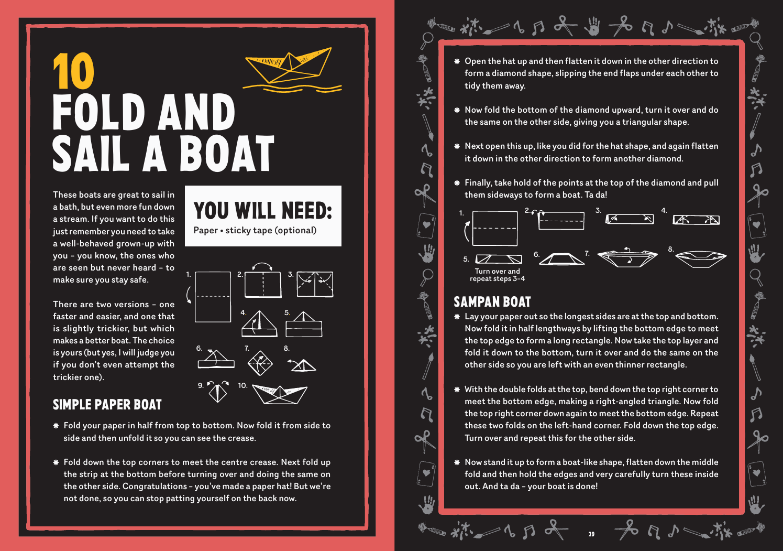 10
FOLD AND
SAIL A BOAT
These boats are great to sail in
a bath, but even more fun down
a stream. If you want to do this
just remember you need to take
a well-behaved grown-up with
you – you know, the ones who
are seen but never heard – to
make sure you stay safe.
There are two versions – one
faster and easier, and one that
is slightly trickier, but which
makes a better boat. The choice
is yours (but yes, I will judge you
if you don't even attempt the
trickier one).
YOU WILL NEED:
Paper • sticky tape (optional)
1.
2.
3.
4.
5.
6.
7.
8.
9.
10.
SIMPLE PAPER BOAT
✱ Fold your paper in half from top to bottom. Now fold it from side to
side and then unfold it so you can see the crease.
✱ Fold down the top corners to meet the centre crease. Next fold up
the strip at the bottom before turning over and doing the same on
the other side. Congratulations – you've made a paper hat! But we're
not done, so you can stop patting yourself on the back now.
✱ Open the hat up and then flatten it down in the other direction to
form a diamond shape, slipping the end flaps under each other to
tidy them away.
✱ Now fold the bottom of the diamond upward, turn it over and do
the same on the other side, giving you a triangular shape.
✱ Next open this up, like you did for the hat shape, and again flatten
it down in the other direction to form another diamond.
✱ Finally, take hold of the points at the top of the diamond and pull
them sideways to form a boat. Ta da!
1.
2.
3.
4.
5.
6.
7.
8.
Turn over and
repeat steps 3–4
SAMPAN BOAT
✱ Lay your paper out so the longest sides are at the top and bottom.
Now fold it in half lengthways by lifting the bottom edge to meet
the top edge to form a long rectangle. Now take the top layer and
fold it down to the bottom, turn it over and do the same on the
other side so you are left with an even thinner rectangle.
✱ With the double folds at the top, bend down the top right corner to
meet the bottom edge, making a right-angled triangle. Now fold
the top right corner down again to meet the bottom edge. Repeat
these two folds on the left-hand corner. Fold down the top edge.
Turn over and repeat this for the other side.
✱ Now stand it up to form a boat-like shape, flatten down the middle
fold and then hold the edges and very carefully turn these inside
out. And ta da – your boat is done!